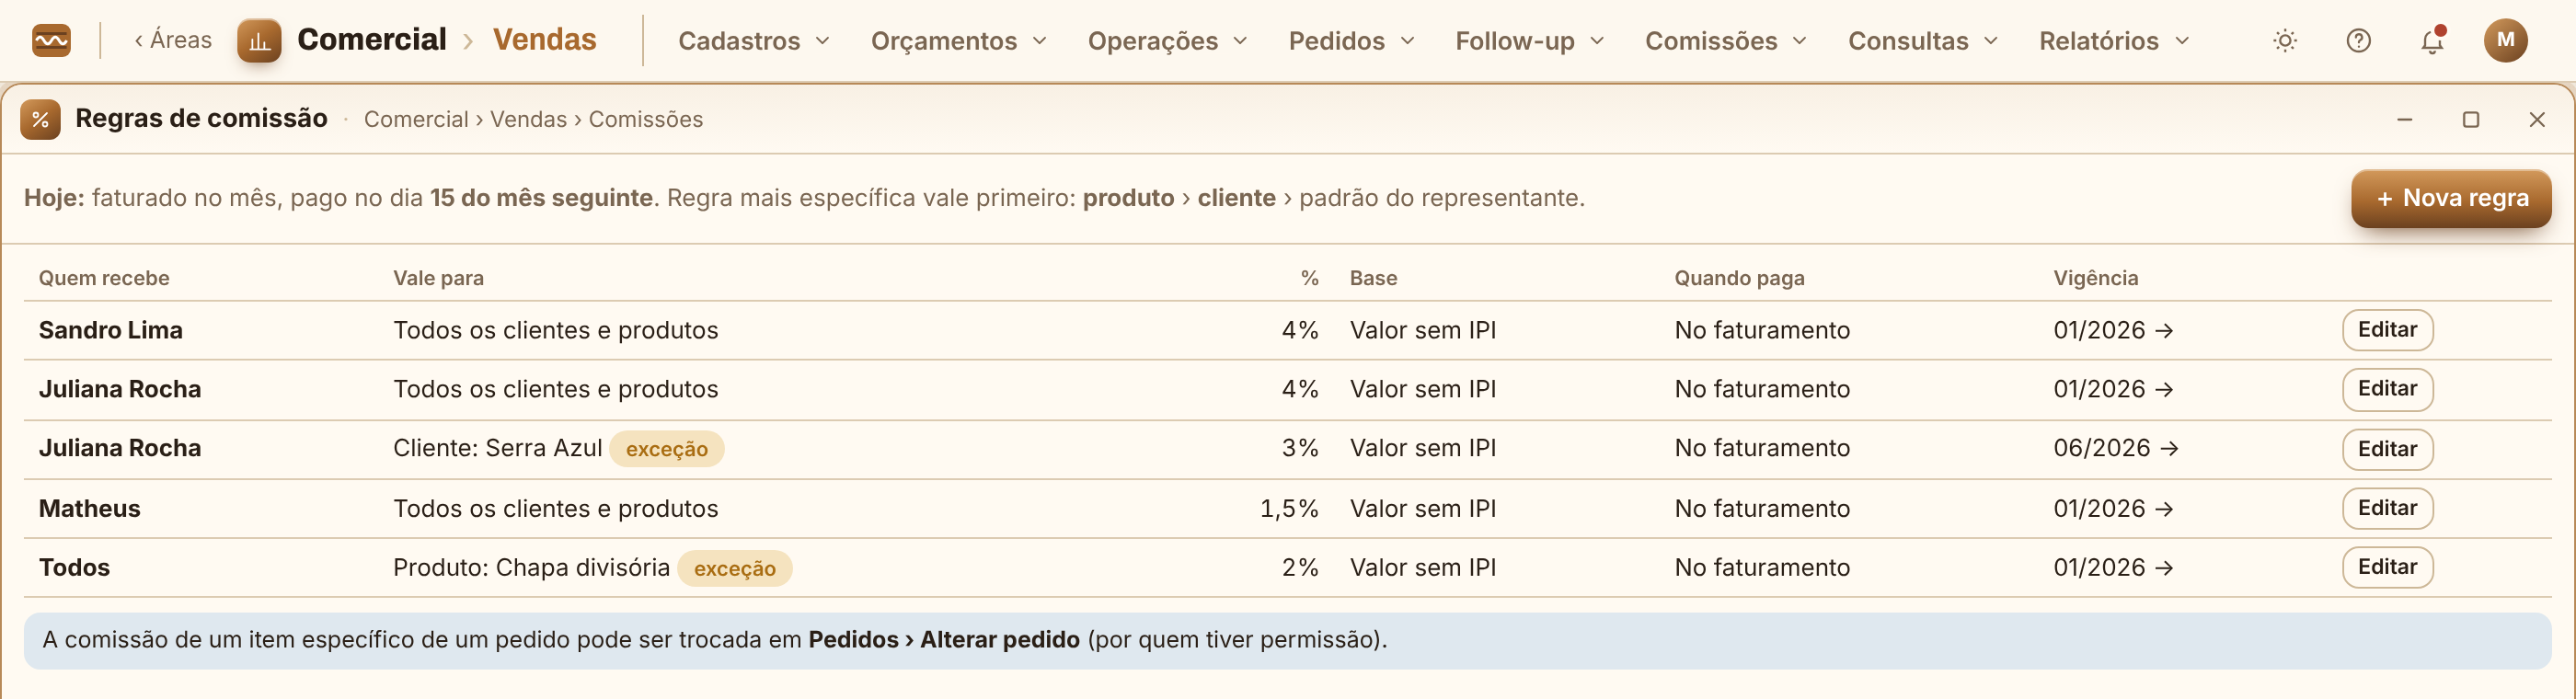 ‹ Áreas Comercial › Vendas Cadastros Orçamentos Operações Pedidos Follow-up Comissões Consultas Relatórios M
Regras de comissão · Comercial › Vendas › Comissões
Hoje: faturado no mês, pago no dia 15 do mês seguinte. Regra mais específica vale primeiro: produto › cliente › padrão do representante. + Nova regra
Quem recebe Vale para % Base Quando paga Vigência
Sandro Lima Todos os clientes e produtos 4% Valor sem IPI No faturamento 01/2026 → Editar
Juliana Rocha Todos os clientes e produtos 4% Valor sem IPI No faturamento 01/2026 → Editar
Juliana Rocha Cliente: Serra Azul exceção 3% Valor sem IPI No faturamento 06/2026 → Editar
Matheus Todos os clientes e produtos 1,5% Valor sem IPI No faturamento 01/2026 → Editar
Todos Produto: Chapa divisória exceção 2% Valor sem IPI No faturamento 01/2026 → Editar
A comissão de um item específico de um pedido pode ser trocada em Pedidos › Alterar pedido (por quem tiver permissão).